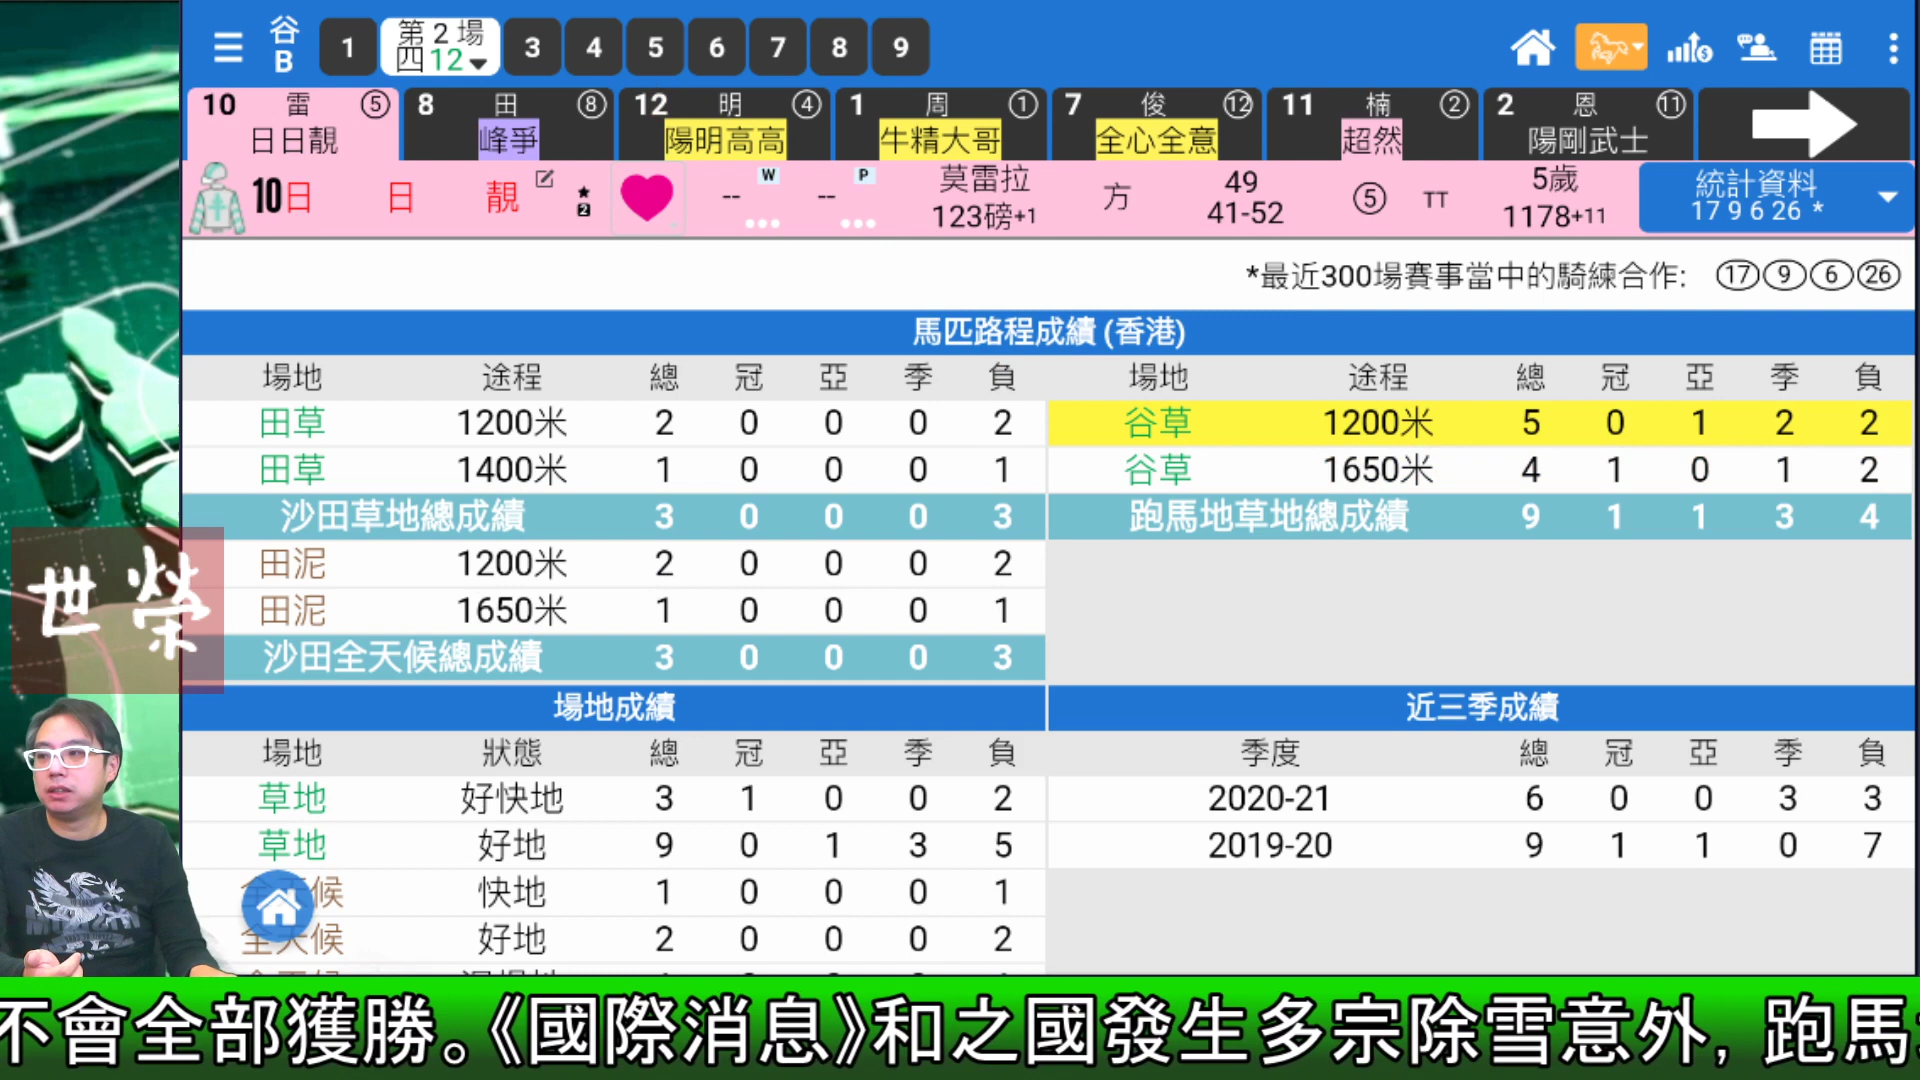 谷 B 1 第 2 場 四12 3 4 5 6 7 8 9
10 雷 ⑤ 日日靚
8 田 ⑧ 峰爭
12 明 ④ 陽明高高
1 周 ① 牛精大哥
7 俊 ⑫ 全心全意
11 楠 ② 超然
2 恩 ⑪ 陽剛武士
10 日 日 靚 ★ 2 -- W -- P 莫雷拉 方 49 ⑤ TT 5歲 統計資料
123磅+1 41-52 1178+11 17 9 6 26 *
*最近300場賽事當中的騎練合作: ⑰ ⑨ ⑥ ㉖
馬匹路程成績 (香港)
場地 途程 總 冠 亞 季 負 場地 途程 總 冠 亞 季 負
田草 1200米 2 0 0 0 2 谷草 1200米 5 0 1 2 2
田草 1400米 1 0 0 0 1 谷草 1650米 4 1 0 1 2
沙田草地總成績 3 0 0 0 3 跑馬地草地總成績 9 1 1 3 4
田泥 1200米 2 0 0 0 2
田泥 1650米 1 0 0 0 1
沙田全天候總成績 3 0 0 0 3
世榮
場地成績 近三季成績
場地 狀態 總 冠 亞 季 負 季度 總 冠 亞 季 負
草地 好快地 3 1 0 0 2 2020-21 6 0 0 3 3
草地 好地 9 0 1 3 5 2019-20 9 1 1 0 7
全天候 快地 1 0 0 0 1
全天候 好地 2 0 0 0 2
不會全部獲勝。《國際消息》和之國發生多宗除雪意外, 跑馬